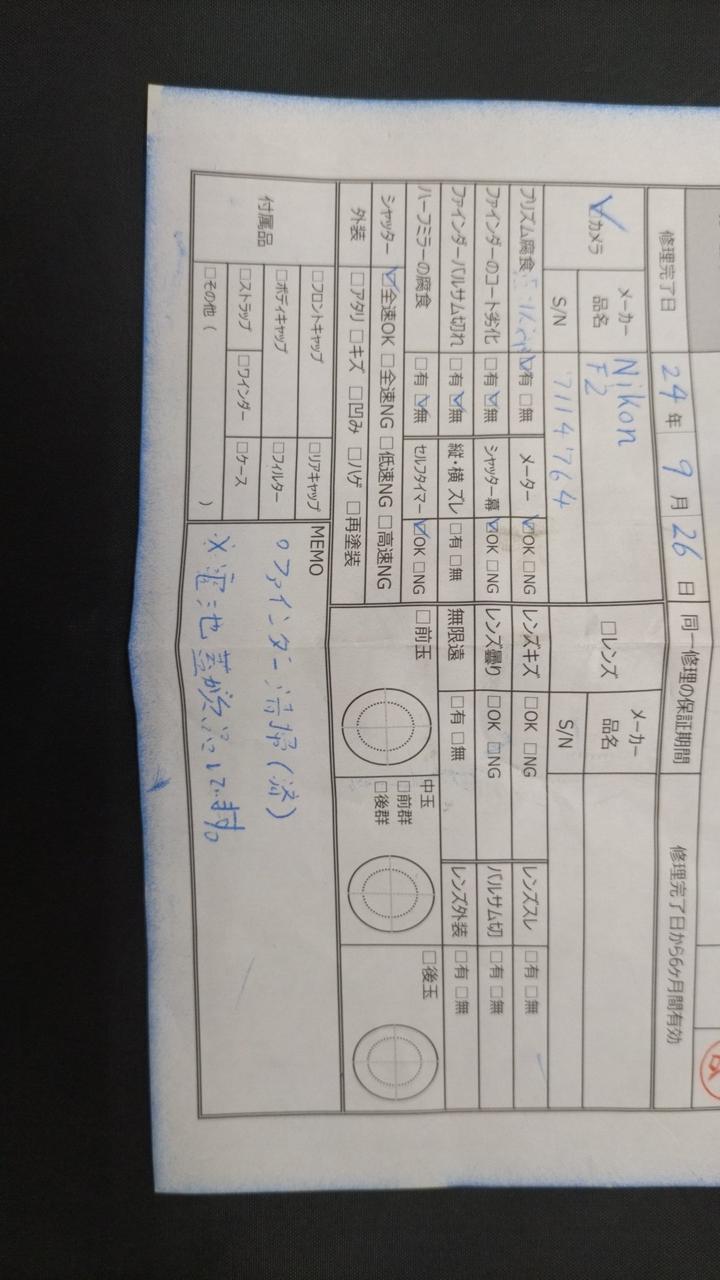 修理完了日 24年 9月 26日 同一修理の保証期間 修理完了日から6ヶ月間有効
☑カメラ メーカー Nikon □レンズ メーカー
品名 F2 品名
S/N 7114764 S/N
プリズム腐食 ☑有 □無 メーター ☑OK □NG レンズキズ □OK □NG レンズスレ □有 □無
ファインダーのコート劣化 □有 ☑無 シャッター幕 ☑OK □NG レンズ曇り □OK □NG バルサム切 □有 □無
ファインダーバルサム切れ □有 ☑無 縦・横 ズレ □有 □無 無限遠 □有 □無 レンズ外装 □有 □無
ハーフミラーの腐食 □有 ☑無 セルフタイマー ☑OK □NG □前玉 中玉 □前群 □後群 □後玉
シャッター ☑全速OK □全速NG □低速NG □高速NG
外装 □アタリ □キズ □凹み □ハゲ □再塗装
付属品 □フロントキャップ □リアキャップ
□ボディキャップ □フィルター
□ストラップ □ワインダー □ケース
□その他（ ）
MEMO
○ファインダー清掃(済)
※電池蓋が
しています。